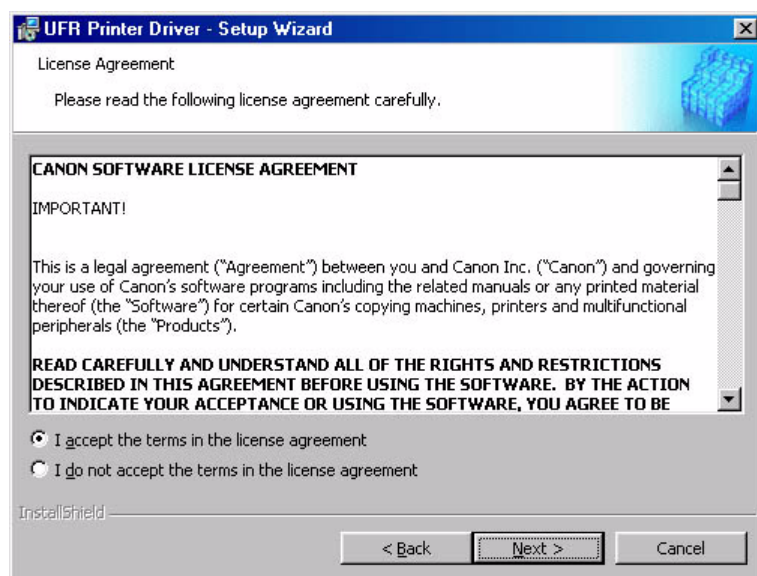 UFR Printer Driver - Setup Wizard
License Agreement
Please read the following license agreement carefully.
CANON SOFTWARE LICENSE AGREEMENT
IMPORTANT!
This is a legal agreement (“Agreement”) between you and Canon Inc. (“Canon”) and governing
your use of Canon’s software programs including the related manuals or any printed material
thereof (the “Software”) for certain Canon’s copying machines, printers and multifunctional
peripherals (the “Products”).
READ CAREFULLY AND UNDERSTAND ALL OF THE RIGHTS AND RESTRICTIONS
DESCRIBED IN THIS AGREEMENT BEFORE USING THE SOFTWARE.  BY THE ACTION
TO INDICATE YOUR ACCEPTANCE OR USING THE SOFTWARE, YOU AGREE TO BE
I accept the terms in the license agreement
I do not accept the terms in the license agreement
InstallShield
< Back
Next >
Cancel